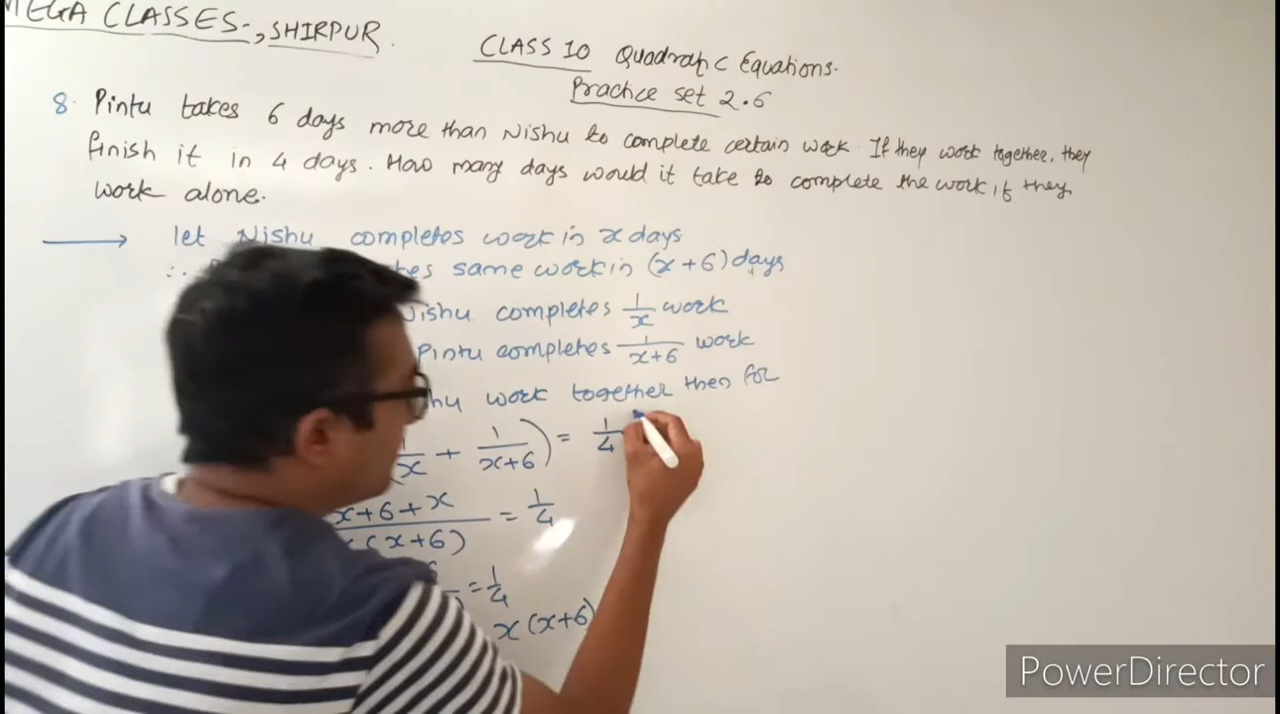 MEGA CLASSES-, SHIRPUR.
CLASS 10 Quadratic Equations.
Practice set 2.6
8. Pintu takes 6 days more than Nishu to complete certain work. If they work together, they
finish it in 4 days. How many days would it take to complete the work if they
work alone.
→ let Nishu completes work in x days
∴ same work in (x+6) days
Nishu completes 1/x work
Pintu completes 1/(x+6) work
work together then for
1/x + 1/(x+6)) = 1/4
x+6+x / (x+6) = 1/4
= 1/4
x(x+6)
PowerDirector